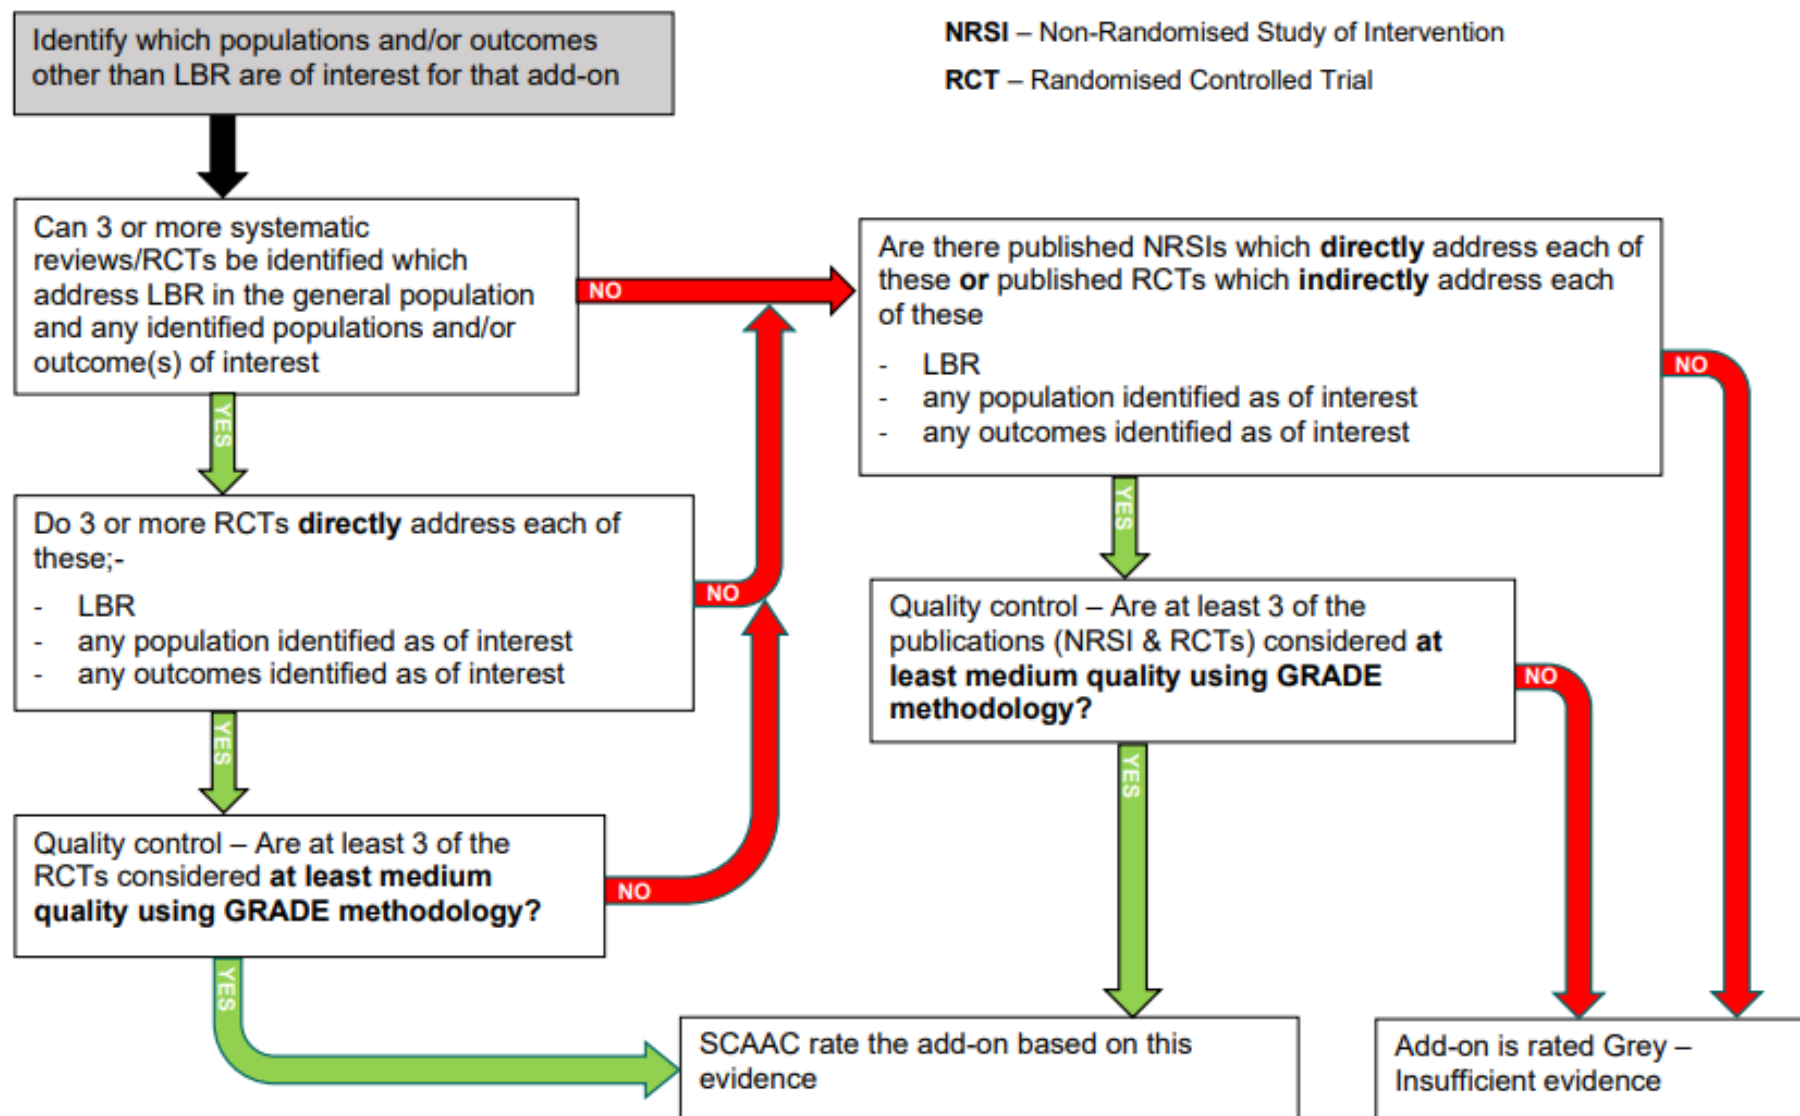 Identify which populations and/or outcomes
other than LBR are of interest for that add-on
NRSI – Non-Randomised Study of Intervention
RCT – Randomised Controlled Trial
Can 3 or more systematic
reviews/RCTs be identified which
address LBR in the general population
and any identified populations and/or
outcome(s) of interest
NO
YES
Are there published NRSIs which directly address each of
these or published RCTs which indirectly address each
of these
- LBR
- any population identified as of interest
- any outcomes identified as of interest
NO
YES
Do 3 or more RCTs directly address each of
these;-
- LBR
- any population identified as of interest
- any outcomes identified as of interest
NO
YES
Quality control – Are at least 3 of the
publications (NRSI & RCTs) considered at
least medium quality using GRADE
methodology?
NO
YES
Quality control – Are at least 3 of the
RCTs considered at least medium
quality using GRADE methodology?
NO
YES
SCAAC rate the add-on based on this
evidence
Add-on is rated Grey –
Insufficient evidence